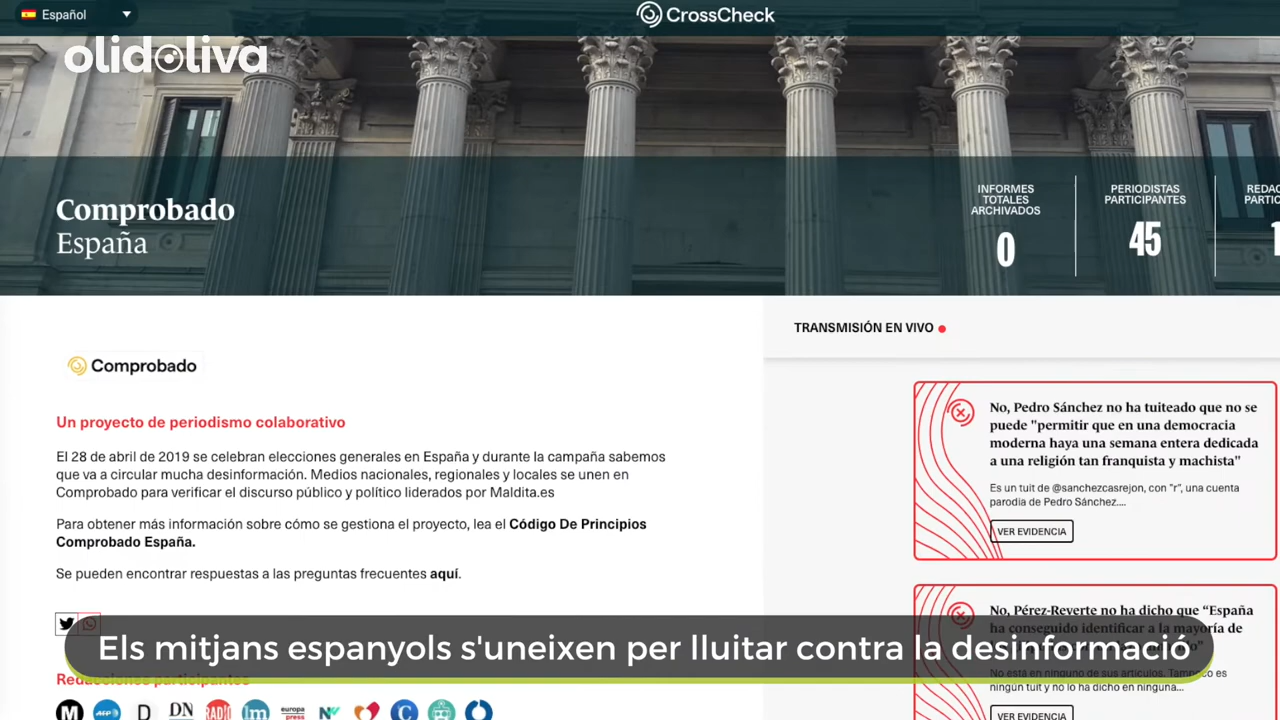 Español
CrossCheck
olidoliva
Comprobado
España
INFORMES
TOTALES
ARCHIVADOS
0
PERIODISTAS
PARTICIPANTES
45
TRANSMISIÓN EN VIVO
Comprobado
Un proyecto de periodismo colaborativo
El 28 de abril de 2019 se celebran elecciones generales en España y durante la campaña sabemos
que va a circular mucha desinformación. Medios nacionales, regionales y locales se unen en
Comprobado para verificar el discurso público y político liderados por Maldita.es
Para obtener más información sobre cómo se gestiona el proyecto, lea el Código De Principios
Comprobado España.
Se pueden encontrar respuestas a las preguntas frecuentes aquí.
Redacciones participantes
M
AFP
D
DN
RADIO
lm
europa
press
N
C
No, Pedro Sánchez no ha tuiteado que no se
puede "permitir que en una democracia
moderna haya una semana entera dedicada
a una religión tan franquista y machista"
Es un tuit de @sanchezcasrejon, con "r", una cuenta
parodia de Pedro Sánchez....
VER EVIDENCIA
No, Pérez-Reverte no ha dicho que “España
ha conseguido identificar a la mayoría de
No está en ninguno de sus artículos. Tampoco es
ningún tuit y no lo ha dicho en ninguna...
VER EVIDENCIA
Els mitjans espanyols s'uneixen per lluitar contra la desinformació